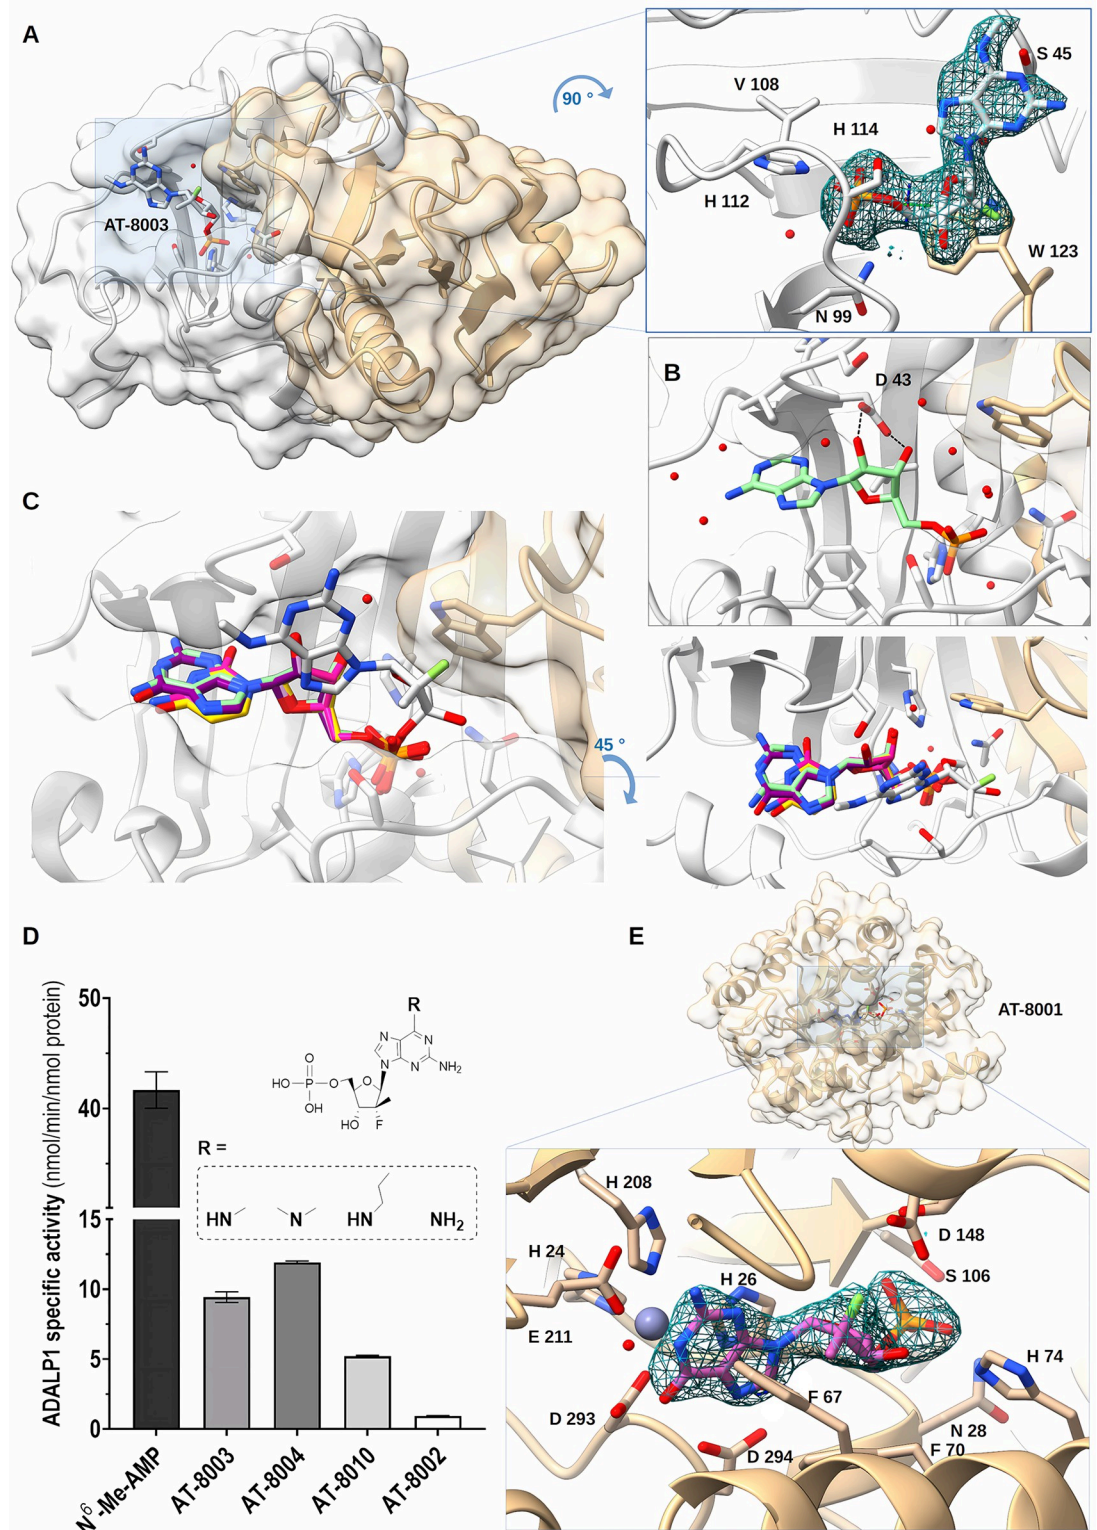 A
90 °
AT-8003
S 45
V 108
H 114
H 112
W 123
N 99
B
D 43
C
45 °
D
E
AT-8001
ADALP1 specific activity (nmol/min/nmol protein)
50
40
15
10
5
0
R
N
N
N
N
NH₂
O
HO
P
O
OH
O
HO
F
R =
HN
N
HN
NH₂
N⁶-Me-AMP
AT-8003
AT-8004
AT-8010
AT-8002
H 208
D 148
H 24
H 26
S 106
E 211
H 74
F 67
D 293
N 28
D 294
F 70